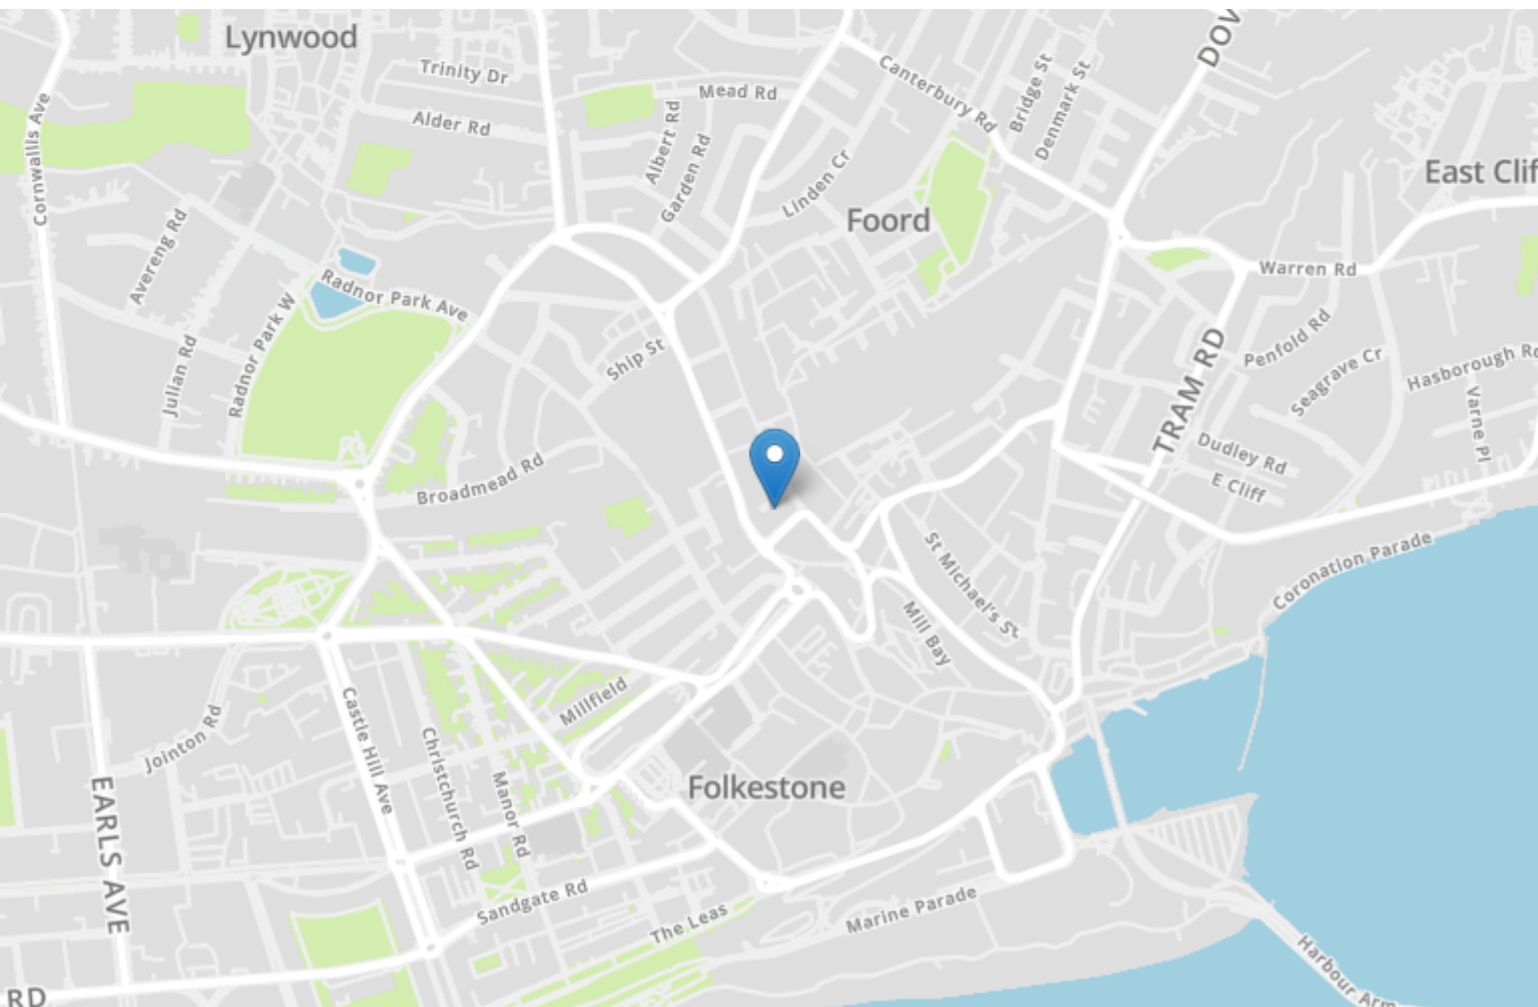 Lynwood
Trinity Dr
Mead Rd
Canterbury Rd
Bridge St
Denmark St
DOV
Cornwallis Ave
Alder Rd
Albert Rd
Garden Rd
Linden Cr
East Clif
Foord
Avereng Rd
Radnor Park Ave
Warren Rd
Radnor Park W
Julian Rd
Ship St
TRAM RD
Penfold Rd
Seagrave Cr
Hasborough Rd
Varne Pl
Dudley Rd
E Cliff
Broadmead Rd
St Michael's St
Coronation Parade
Mill Bay
Millfield
Jointon Rd
Castle Hill Ave
Christchurch Rd
Manor Rd
Folkestone
EARLS AVE
Sandgate Rd
The Leas
Marine Parade
Harbour Arm
RD